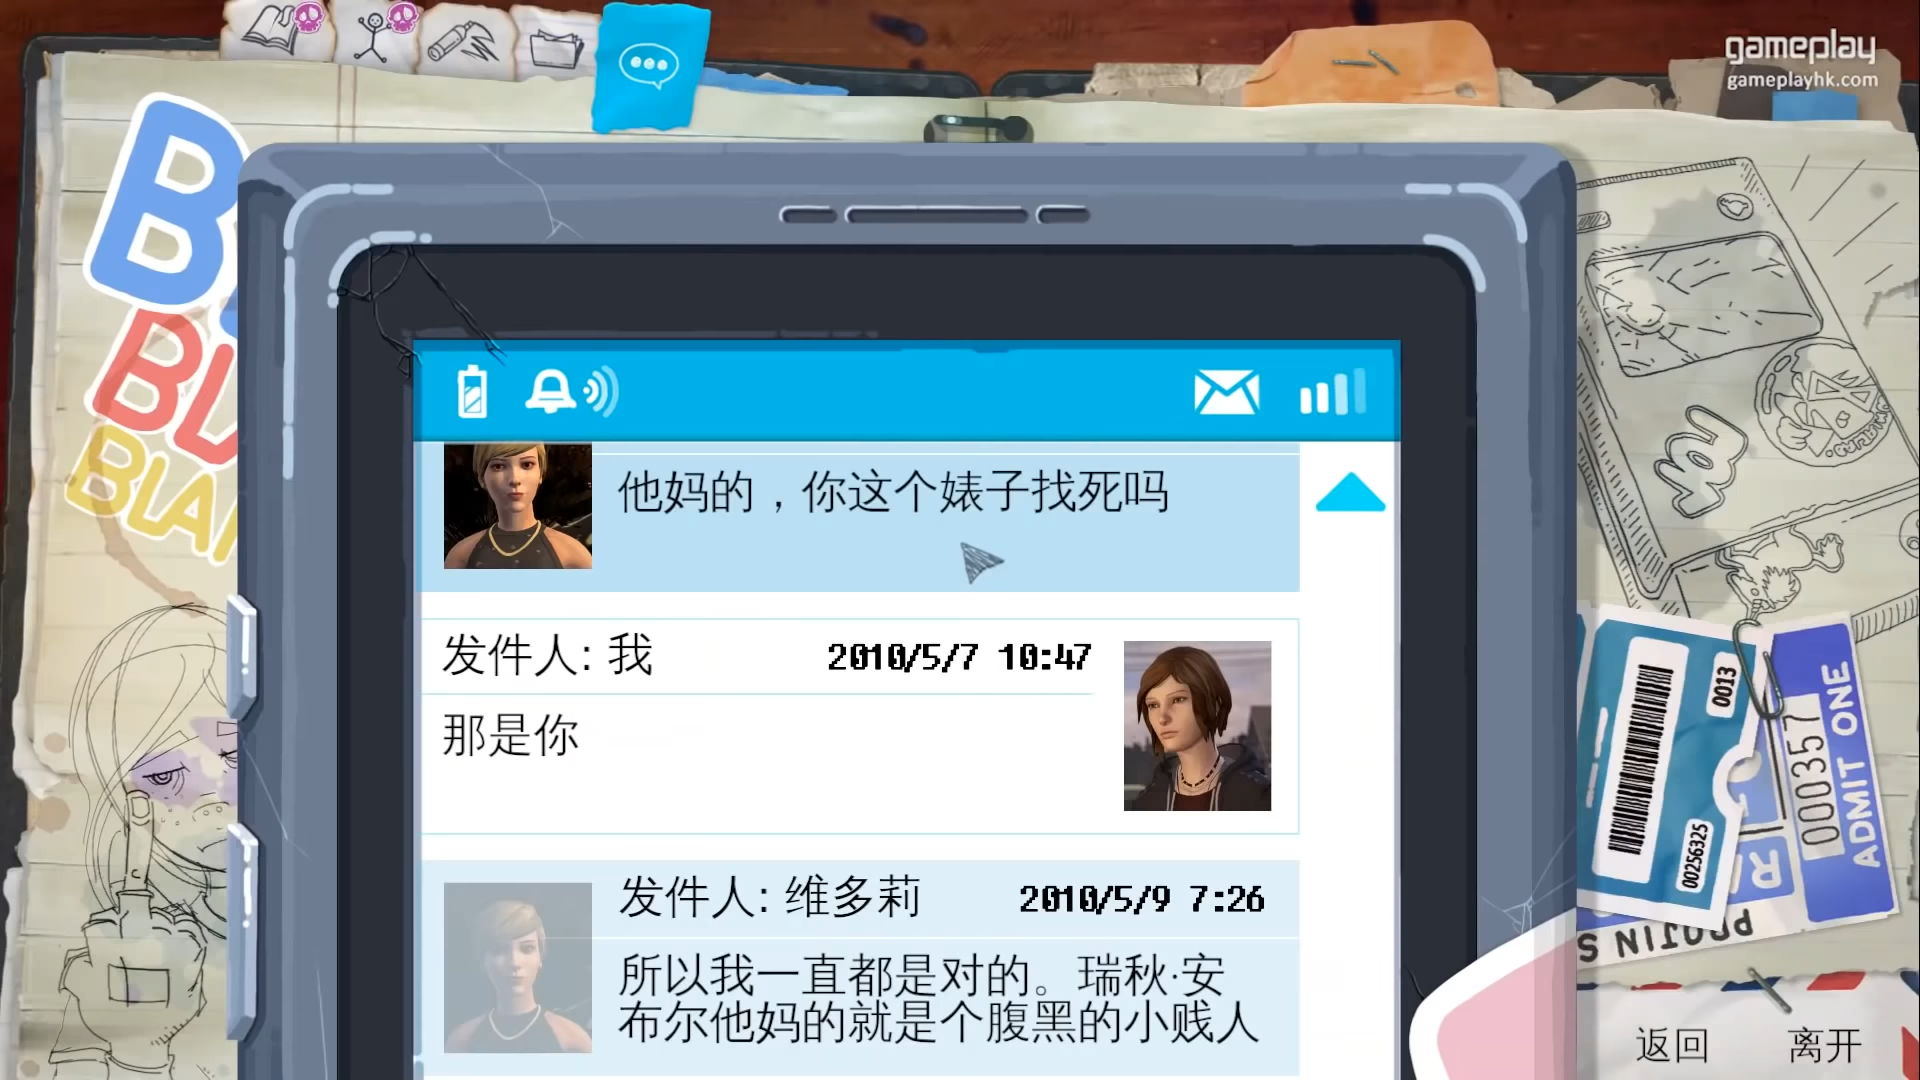 gameplay
gameplayhk.com
BL
BLA
他妈的，你这个婊子找死吗
发件人: 我 2010/5/7 10:47
那是你
发件人: 维多莉 2010/5/9 7:26
所以我一直都是对的。瑞秋·安
布尔他妈的就是个腹黑的小贱人
0013
00256325
000357
ADMIT ONE
返回 离开